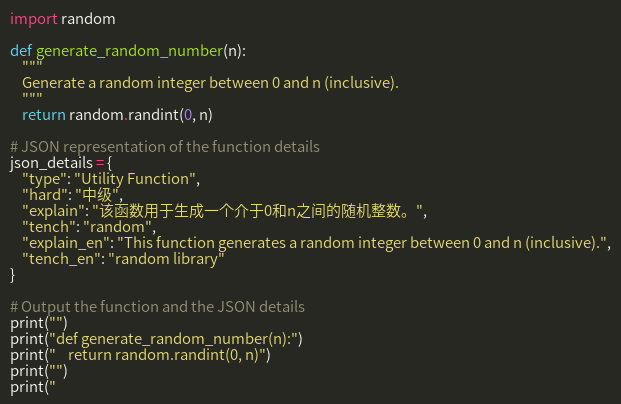 import random
def generate_random_number(n):
"""
Generate a random integer between 0 and n (inclusive).
"""
return random.randint(0, n)
# JSON representation of the function details
json_details = {
"type": "Utility Function",
"hard": "中级",
"explain": "该函数用于生成一个介于0和n之间的随机整数。",
"tench": "random",
"explain_en": "This function generates a random integer between 0 and n (inclusive).",
"tench_en": "random library"
}
# Output the function and the JSON details
print("")
print("def generate_random_number(n):")
print("    return random.randint(0, n)")
print("")
print("